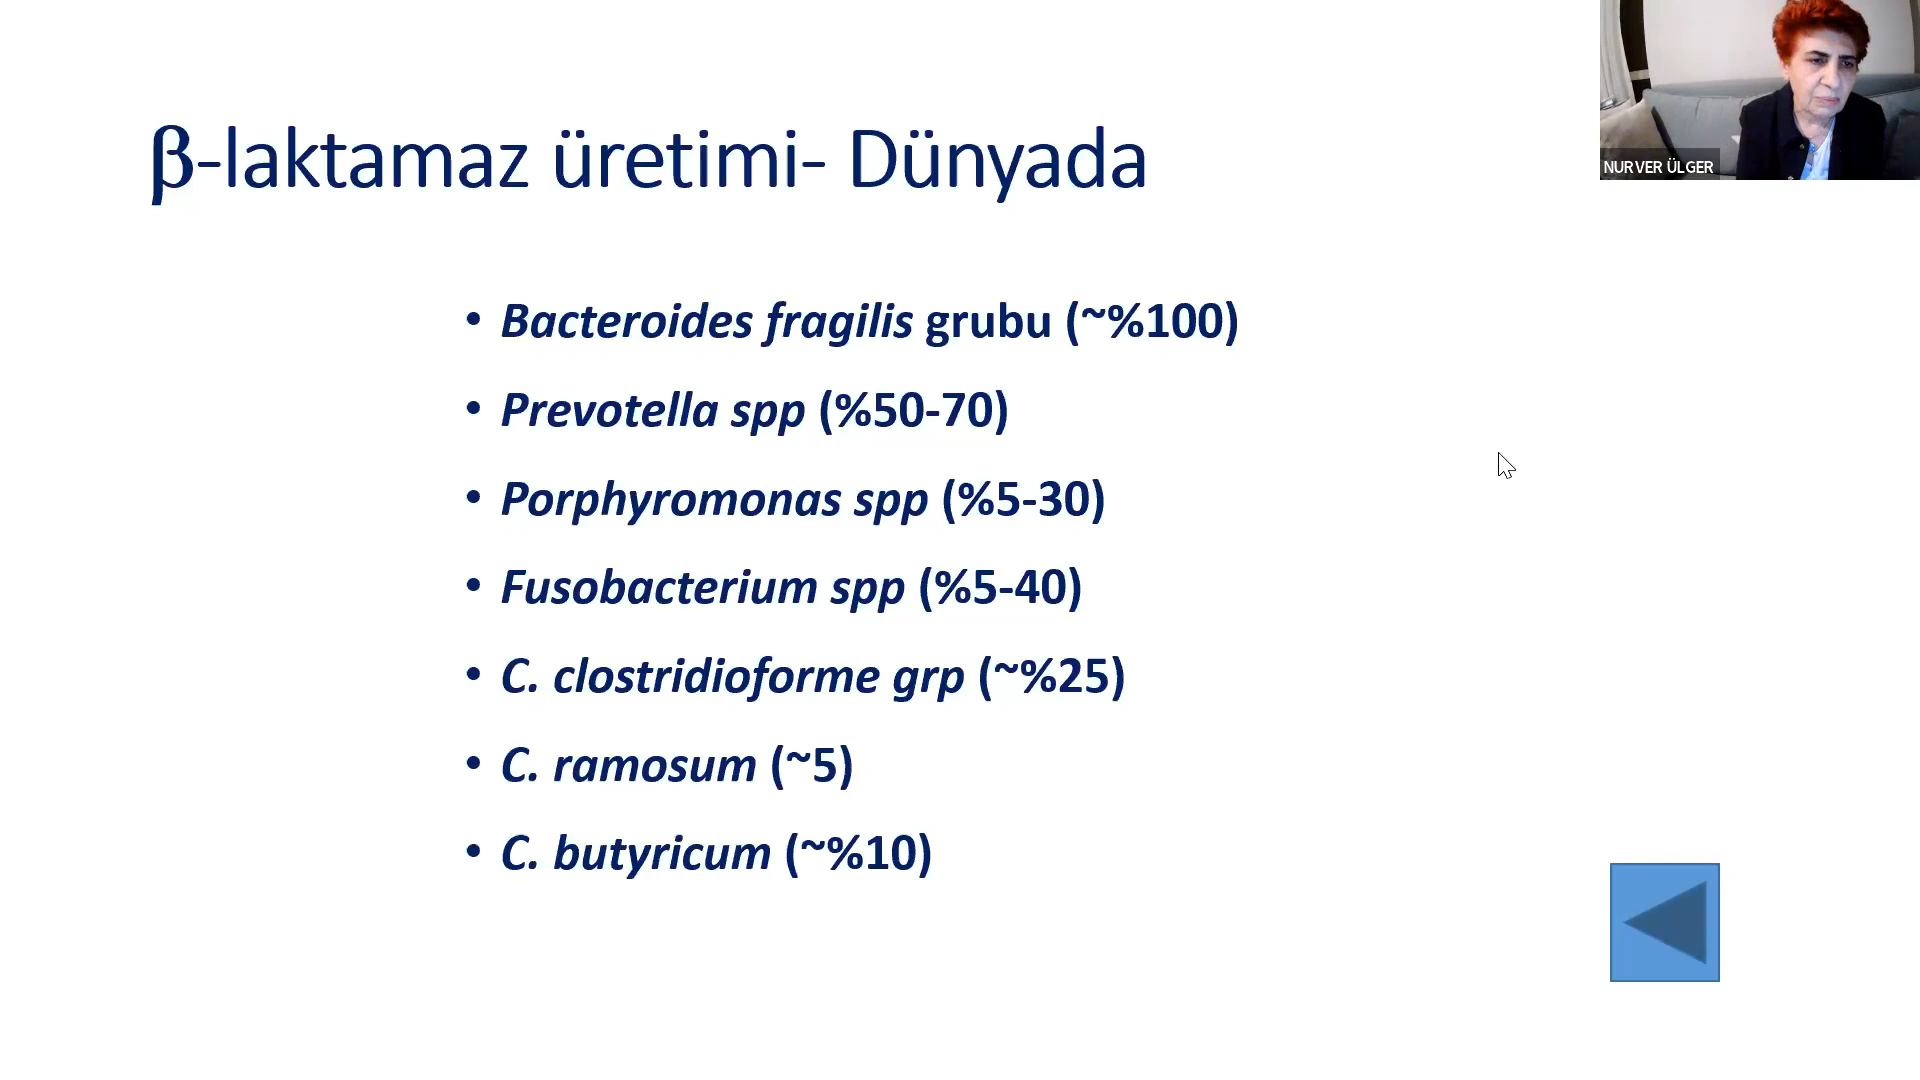 NURVER ÜLGER
β-laktamaz üretimi- Dünyada
• Bacteroides fragilis grubu (~%100)
• Prevotella spp (%50-70)
• Porphyromonas spp (%5-30)
• Fusobacterium spp (%5-40)
• C. clostridioforme grp (~%25)
• C. ramosum (~5)
• C. butyricum (~%10)